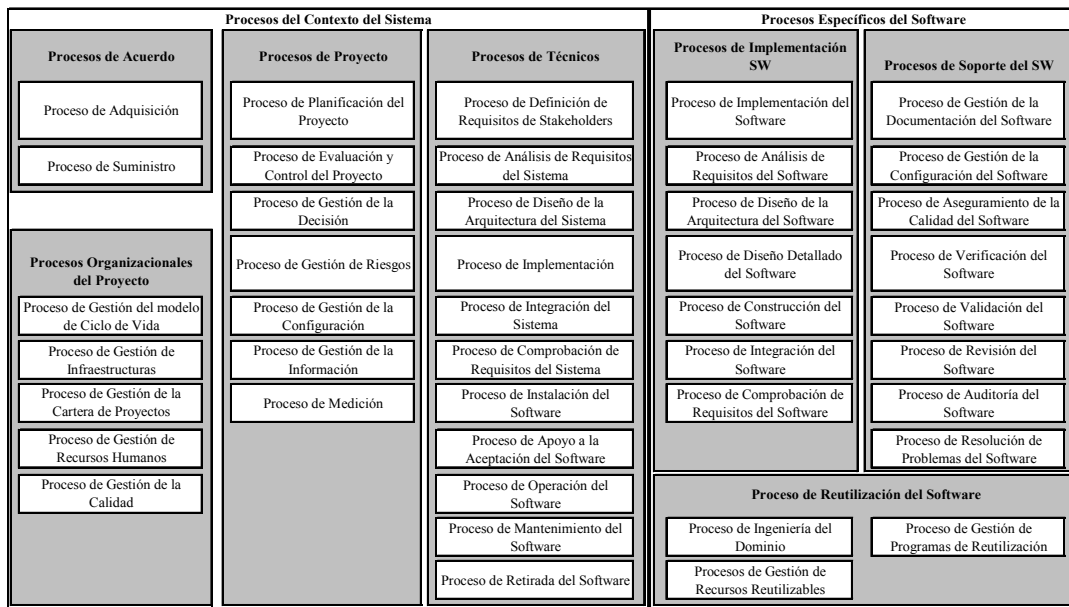 Procesos del Contexto del Sistema
Procesos de Acuerdo
Proceso de Adquisición
Proceso de Suministro
Procesos Organizacionales
del Proyecto
Proceso de Gestión del modelo
de Ciclo de Vida
Proceso de Gestión de
Infraestructuras
Proceso de Gestión de la
Cartera de Proyectos
Proceso de Gestión de
Recursos Humanos
Proceso de Gestión de la
Calidad
Procesos de Proyecto
Proceso de Planificación del
Proyecto
Proceso de Evaluación y
Control del Proyecto
Proceso de Gestión de la
Decisión
Proceso de Gestión de Riesgos
Proceso de Gestión de la
Configuración
Proceso de Gestión de la
Información
Proceso de Medición
Procesos de Técnicos
Proceso de Definición de
Requisitos de Stakeholders
Proceso de Análisis de Requisitos
del Sistema
Proceso de Diseño de la
Arquitectura del Sistema
Proceso de Implementación
Proceso de Integración del
Sistema
Proceso de Comprobación de
Requisitos del Sistema
Proceso de Instalación del
Software
Proceso de Apoyo a la
Aceptación del Software
Proceso de Operación del
Software
Proceso de Mantenimiento del
Software
Proceso de Retirada del Software
Procesos Específicos del Software
Procesos de Implementación
SW
Proceso de Implementación del
Software
Proceso de Análisis de
Requisitos del Software
Proceso de Diseño de la
Arquitectura del Software
Proceso de Diseño Detallado
del Software
Proceso de Construcción del
Software
Proceso de Integración del
Software
Proceso de Comprobación de
Requisitos del Software
Procesos de Soporte del SW
Proceso de Gestión de la
Documentación del Software
Proceso de Gestión de la
Configuración del Software
Proceso de Aseguramiento de la
Calidad del Software
Proceso de Verificación del
Software
Proceso de Validación del
Software
Proceso de Revisión del
Software
Proceso de Auditoría del
Software
Proceso de Resolución de
Problemas del Software
Proceso de Reutilización del Software
Proceso de Ingeniería del
Dominio
Proceso de Gestión de
Programas de Reutilización
Procesos de Gestión de
Recursos Reutilizables